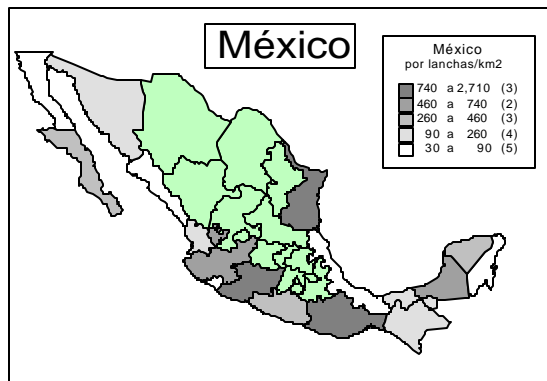 México
México
por lanchas/km2
740 a 2,710 (3)
460 a 740 (2)
260 a 460 (3)
90 a 260 (4)
30 a 90 (5)